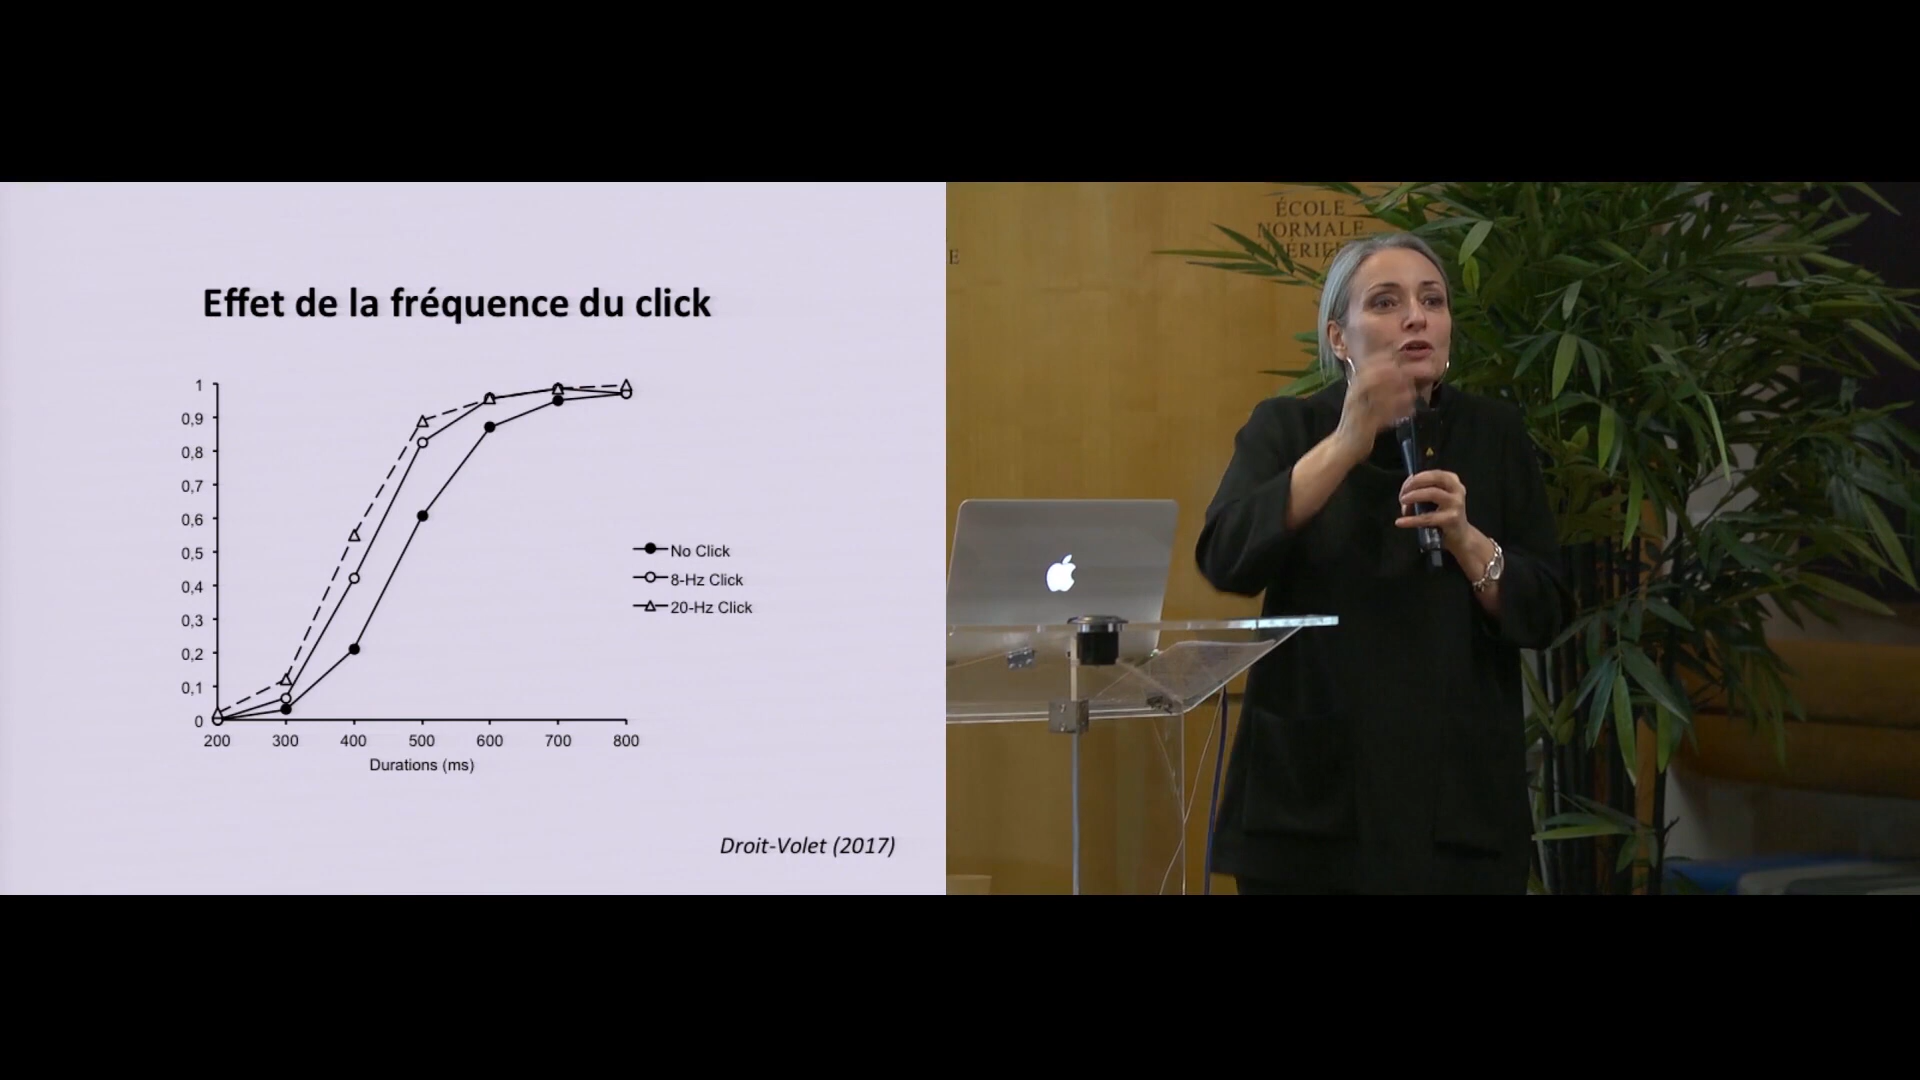 Effet de la fréquence du click
1
0,9
0,8
0,7
0,6
0,5
0,4
0,3
0,2
0,1
0
200 300 400 500 600 700 800
Durations (ms)
No Click
8-Hz Click
20-Hz Click
Droit-Volet (2017)
ÉCOLE
NORMALE
E